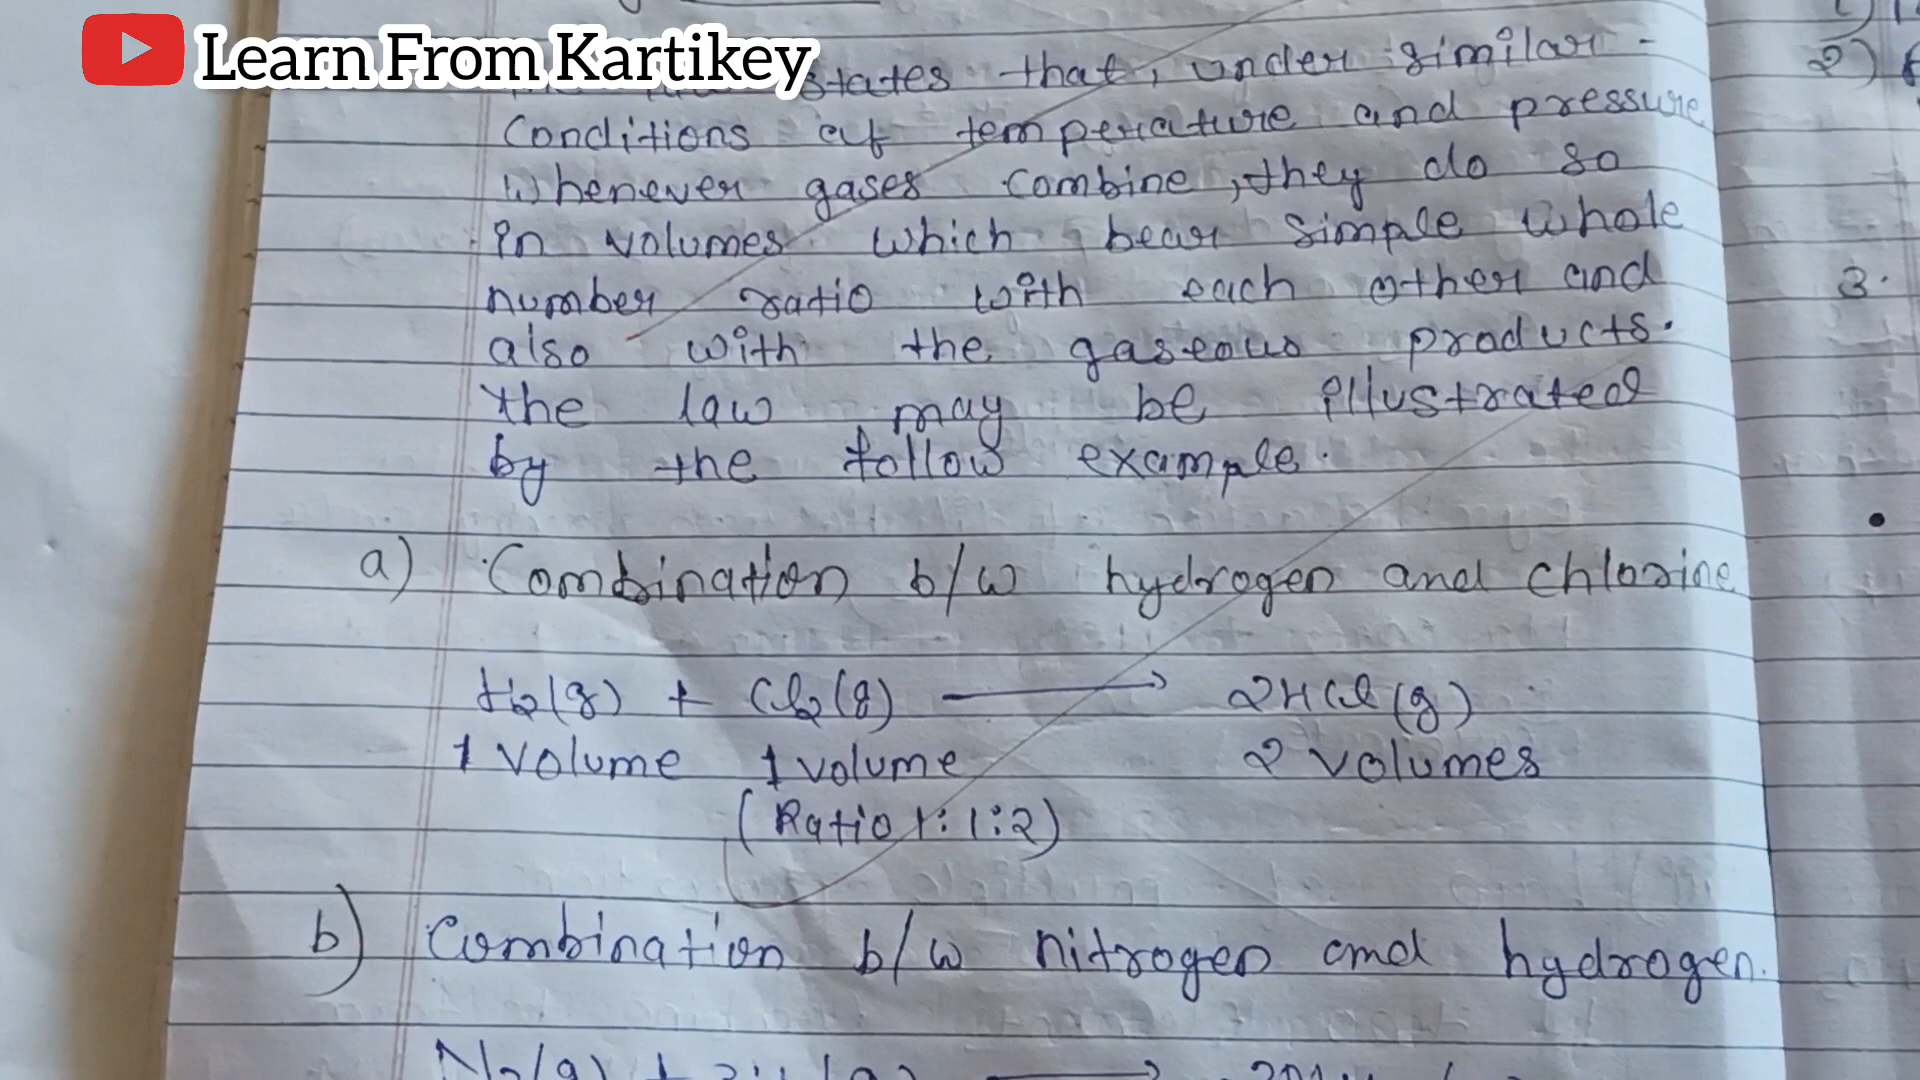 Learn From Kartikey
states that, under similar
Conditions of temperature and pressure
whenever gases combine, they do so
in volumes which bear simple whole
number ratio with each other and
also with the gaseous products.
the law may be illustrated
by the follow example.
a) Combination b/w hydrogen and chlorine
H2(g) + Cl2(g) ⟶ 2HCl(g)
1 volume 1 volume 2 volumes
(Ratio 1:1:2)
b) Combination b/w nitrogen and hydrogen.
2)
3.